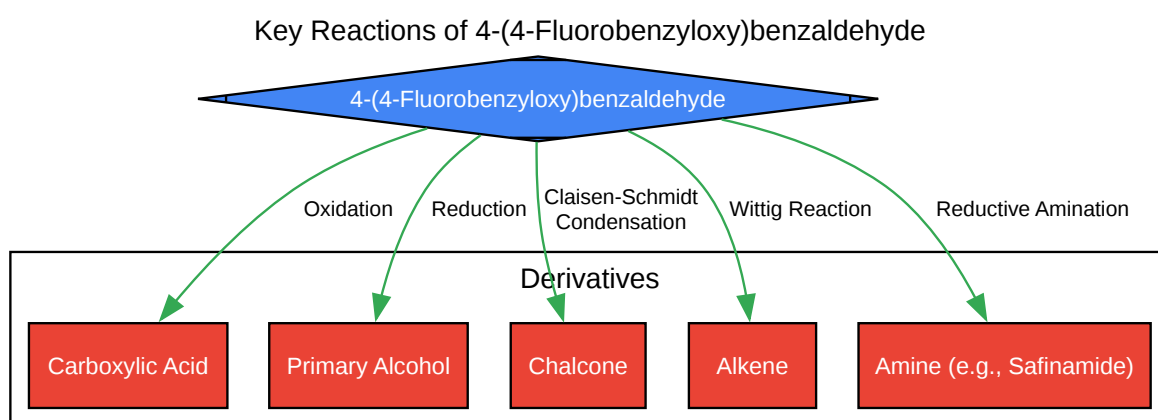 Key Reactions of 4-(4-Fluorobenzyloxy)benzaldehyde
4-(4-Fluorobenzyloxy)benzaldehyde
Oxidation
Reduction
Claisen-Schmidt
Condensation
Wittig Reaction
Reductive Amination
Derivatives
Carboxylic Acid
Primary Alcohol
Chalcone
Alkene
Amine (e.g., Safinamide)